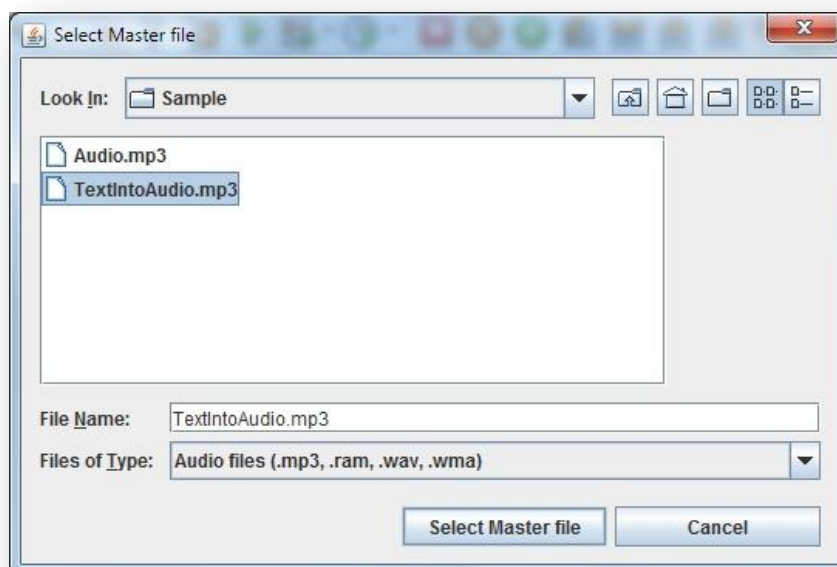 Select Master file
Look In: Sample
Audio.mp3
TextIntoAudio.mp3
File Name: TextIntoAudio.mp3
Files of Type: Audio files (.mp3, .ram, .wav, .wma)
Select Master file Cancel